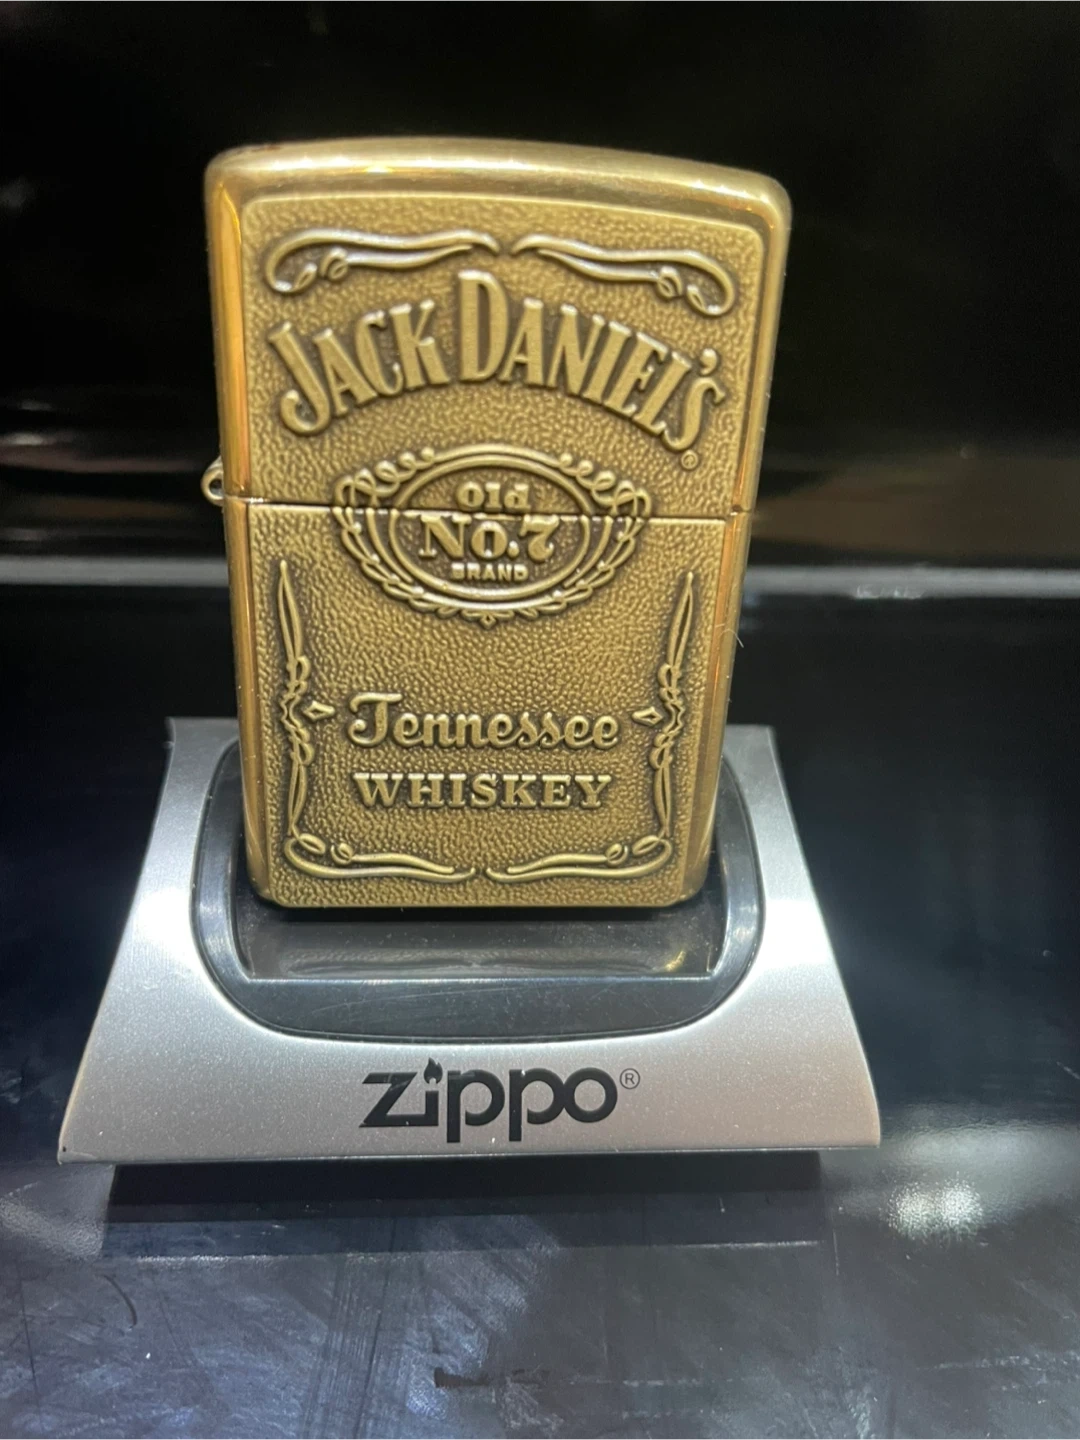 JACK DANIEL'S®
Old
No.7
BRAND
Tennessee
WHISKEY
zippo®